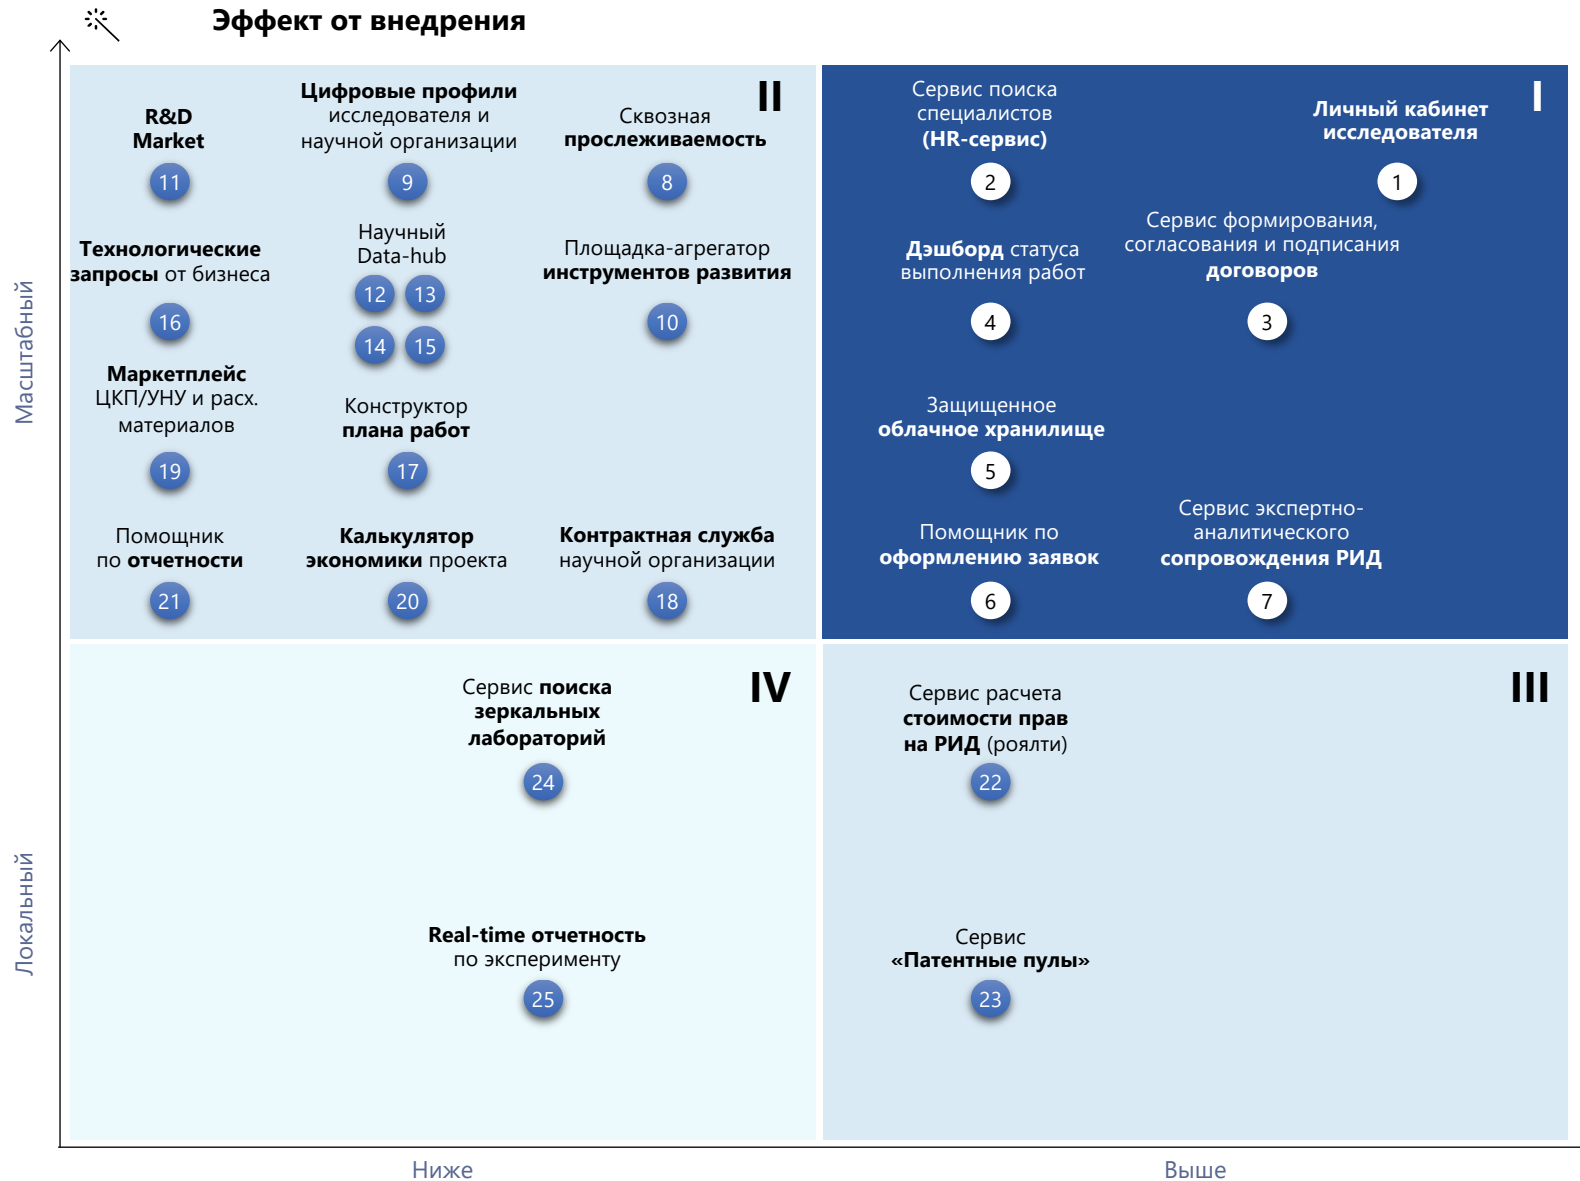 Эффект от внедрения
Масштабный
Локальный
II
R&D
Market
11
Цифровые профили
исследователя и
научной организации
9
Сквозная
прослеживаемость
8
Технологические
запросы от бизнеса
16
Научный
Data-hub
12 13
14 15
Площадка-агрегатор
инструментов развития
10
Маркетплейс
ЦКП/УНУ и расх.
материалов
19
Конструктор
плана работ
17
Помощник
по отчетности
21
Калькулятор
экономики проекта
20
Контрактная служба
научной организации
18
I
Сервис поиска
специалистов
(HR-сервис)
2
Личный кабинет
исследователя
1
Дэшборд статуса
выполнения работ
4
Сервис формирования,
согласования и подписания
договоров
3
Защищенное
облачное хранилище
5
Помощник по
оформлению заявок
6
Сервис экспертно-
аналитического
сопровождения РИД
7
IV
Сервис поиска
зеркальных
лабораторий
24
Real-time отчетность
по эксперименту
25
III
Сервис расчета
стоимости прав
на РИД (роялти)
22
Сервис
«Патентные пулы»
23
Ниже
Выше